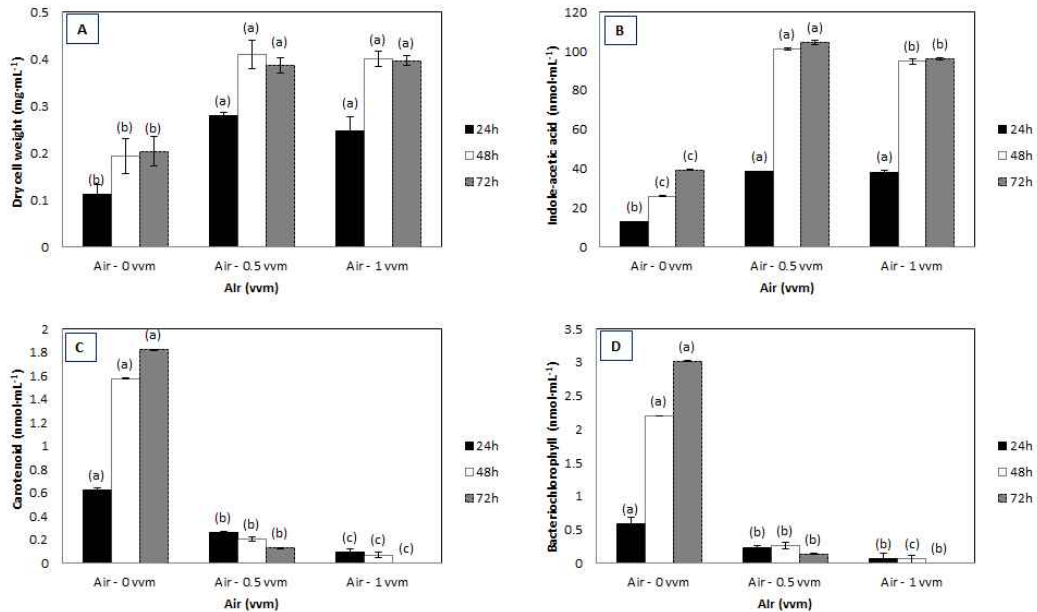 A
Dry cell weight (mg·mL-1)
0.5
0.4
0.3
0.2
0.1
0
(b)
(b)
(b)
(a)
(a)
(a)
(a)
(a)
(a)
Air - 0 vvm
Air - 0.5 vvm
Air - 1 vvm
AIr (vvm)
24h
48h
72h
B
Indole-acetic acid (nmol·mL-1)
120
100
80
60
40
20
0
(b)
(c)
(c)
(a)
(a)
(a)
(a)
(b)
(b)
Air - 0 vvm
Air - 0.5 vvm
Air - 1 vvm
Air (vvm)
24h
48h
72h
C
Carotenoid (nmol·mL-1)
2
1.8
1.6
1.4
1.2
1
0.8
0.6
0.4
0.2
0
(a)
(a)
(a)
(b)
(b)
(b)
(c)
(c)
(c)
Air - 0 vvm
Air - 0.5 vvm
Air - 1 vvm
Air (vvm)
24h
48h
72h
D
Bacteriochlorophyll (nmol·mL-1)
3.5
3
2.5
2
1.5
1
0.5
0
(a)
(a)
(a)
(b)
(b)
(b)
(b)
(c)
(b)
Air - 0 vvm
Air - 0.5 vvm
Air - 1 vvm
AIr (vvm)
24h
48h
72h